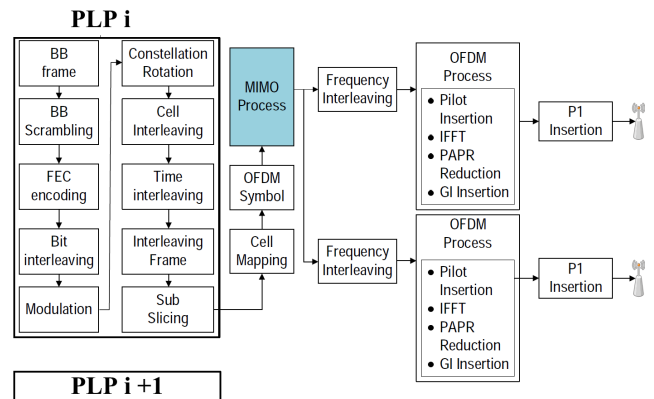 PLP i
BB
frame
BB
Scrambling
FEC
encoding
Bit
interleaving
Modulation
Constellation
Rotation
Cell
Interleaving
Time
interleaving
Interleaving
Frame
Sub
Slicing
MIMO
Process
OFDM
Symbol
Cell
Mapping
Frequency
Interleaving
OFDM
Process
● Pilot
Insertion
● IFFT
● PAPR
Reduction
● GI Insertion
P1
Insertion
Frequency
Interleaving
OFDM
Process
● Pilot
Insertion
● IFFT
● PAPR
Reduction
● GI Insertion
P1
Insertion
PLP i +1